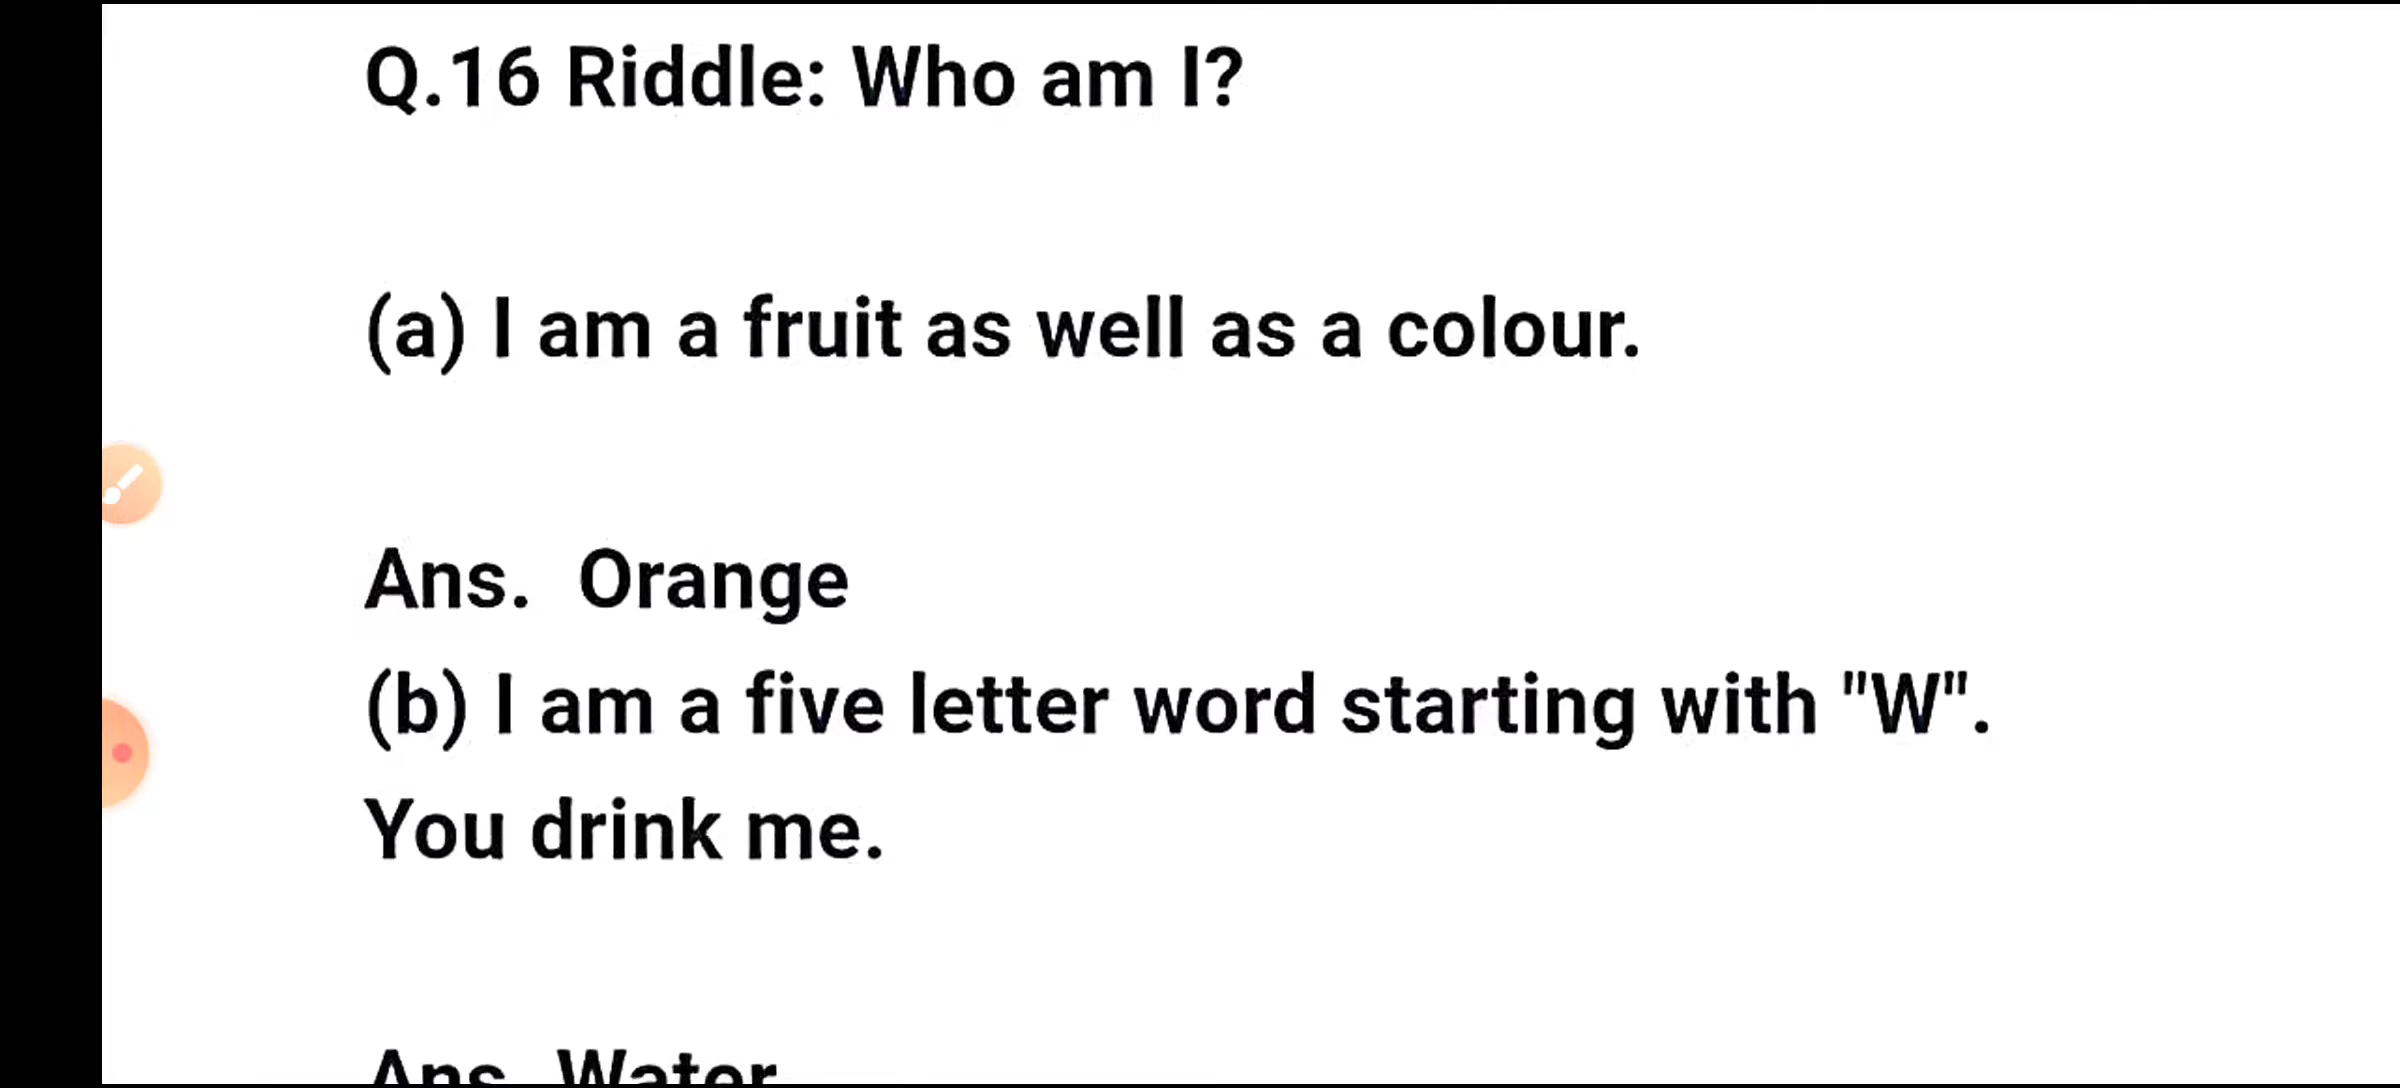 Q.16 Riddle: Who am I?
(a) I am a fruit as well as a colour.
Ans. Orange
(b) I am a five letter word starting with "W".
You drink me.
Ans. Water